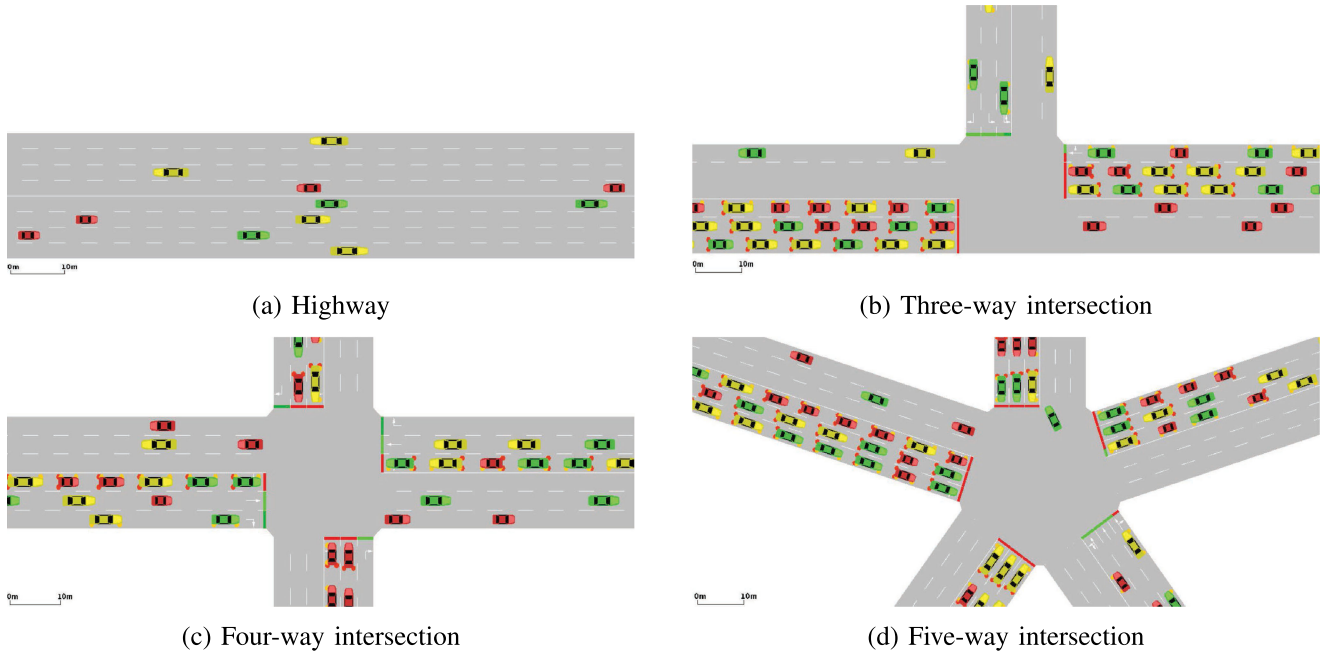 0m 10m
(a) Highway
0m 10m
(b) Three-way intersection
0m 10m
(c) Four-way intersection
0m 10m
(d) Five-way intersection